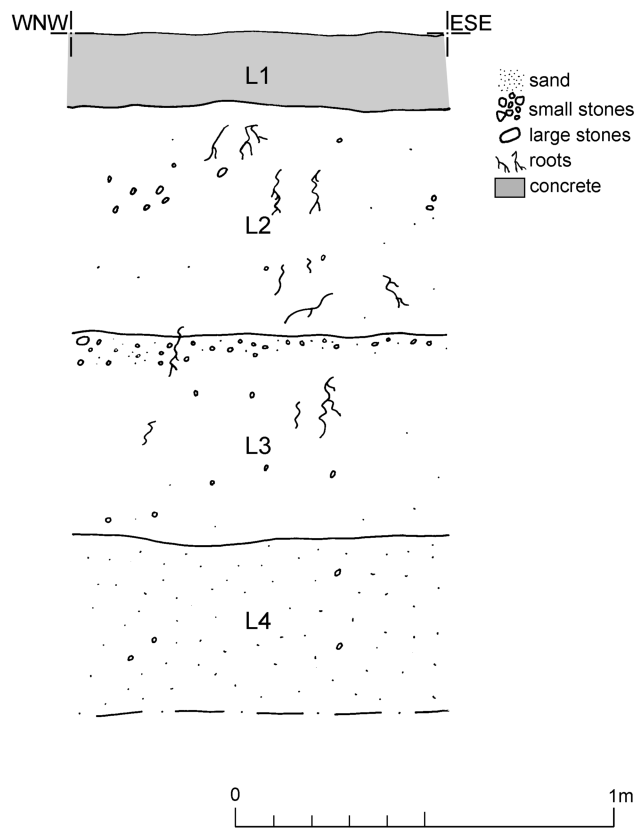 WNW
ESE
L1
sand
small stones
large stones
roots
concrete
L2
L3
L4
0
1m